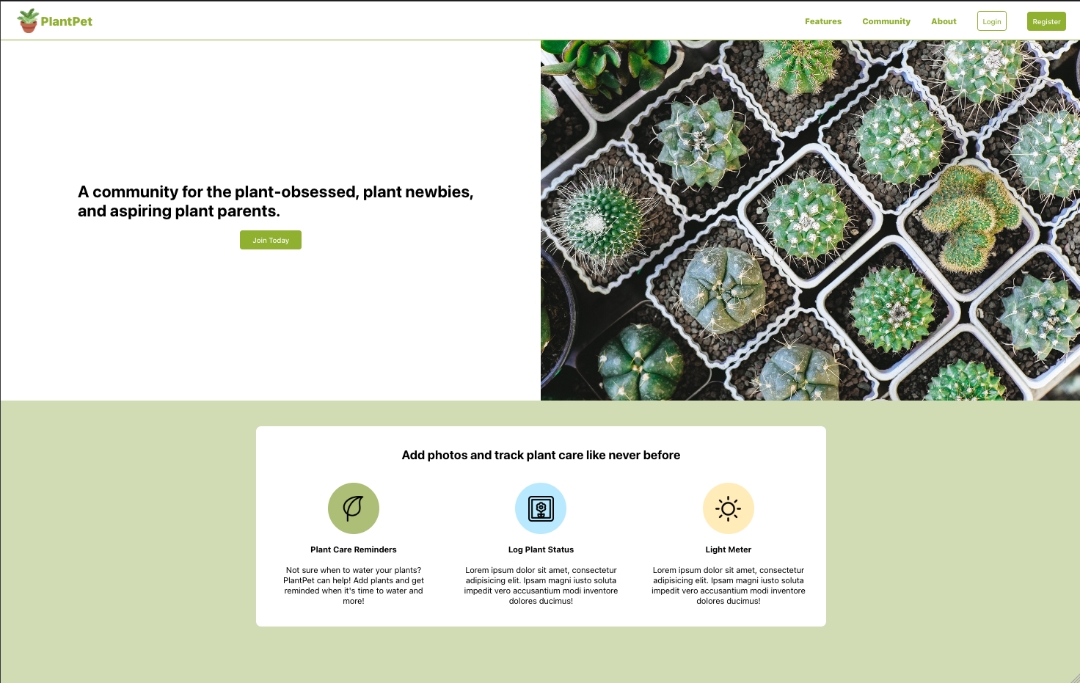 PlantPet
Features Community About Login Register
A community for the plant-obsessed, plant newbies,
and aspiring plant parents.
Join Today
Add photos and track plant care like never before
Plant Care Reminders
Not sure when to water your plants?
PlantPet can help! Add plants and get
reminded when it's time to water and
more!
Log Plant Status
Lorem ipsum dolor sit amet, consectetur
adipisicing elit. Ipsam magni iusto soluta
impedit vero accusantium modi inventore
dolores ducimus!
Light Meter
Lorem ipsum dolor sit amet, consectetur
adipisicing elit. Ipsam magni iusto soluta
impedit vero accusantium modi inventore
dolores ducimus!